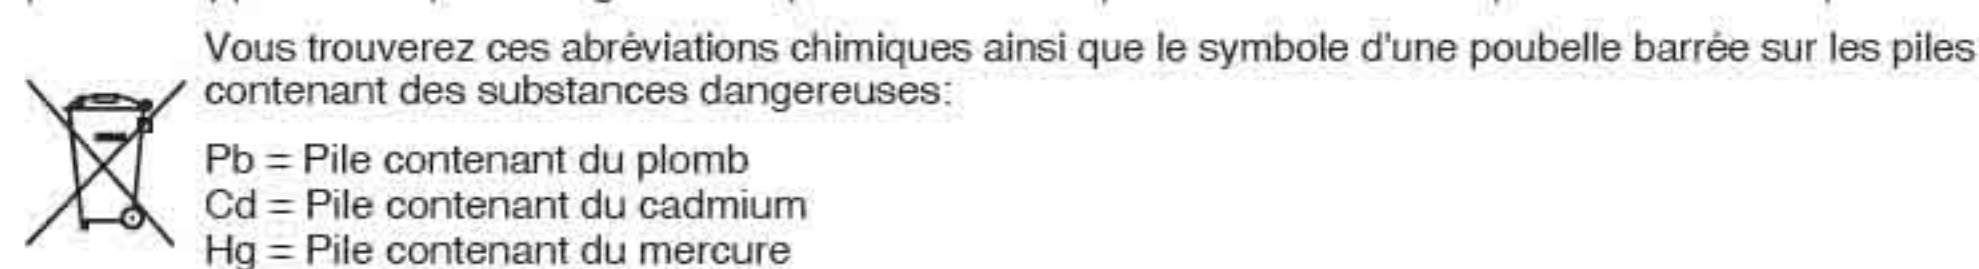 Vous trouverez ces abréviations chimiques ainsi que le symbole d'une poubelle barrée sur les piles
contenant des substances dangereuses:
Pb = Pile contenant du plomb
Cd = Pile contenant du cadmium
Hg = Pile contenant du mercure